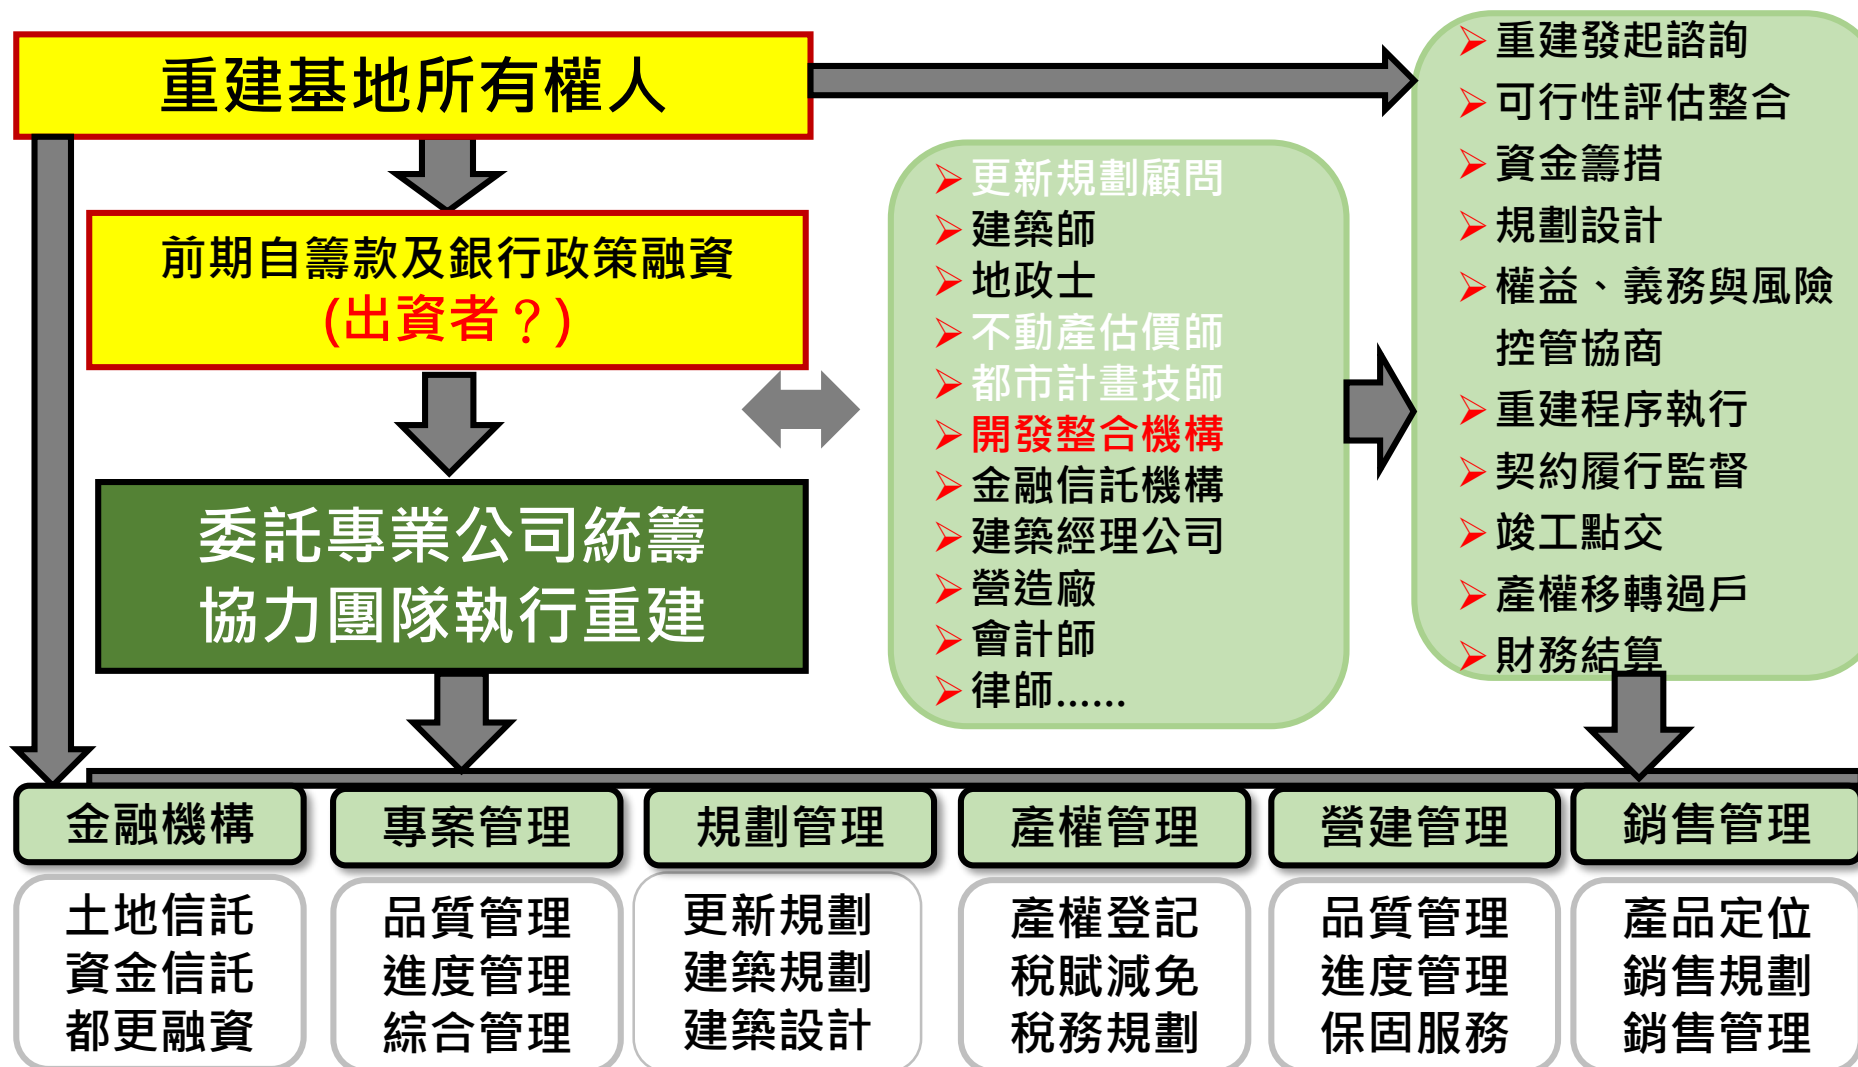 重建基地所有權人
前期自籌款及銀行政策融資
(出資者？)
委託專業公司統籌
協力團隊執行重建
更新規劃顧問
建築師
地政士
不動產估價師
都市計畫技師
開發整合機構
金融信託機構
建築經理公司
營造廠
會計師
律師……
重建發起諮詢
可行性評估整合
資金籌措
規劃設計
權益、義務與風險
控管協商
重建程序執行
契約履行監督
竣工點交
產權移轉過戶
財務結算
金融機構
土地信託
資金信託
都更融資
專案管理
品質管理
進度管理
綜合管理
規劃管理
更新規劃
建築規劃
建築設計
產權管理
產權登記
稅賦減免
稅務規劃
營建管理
品質管理
進度管理
保固服務
銷售管理
產品定位
銷售規劃
銷售管理